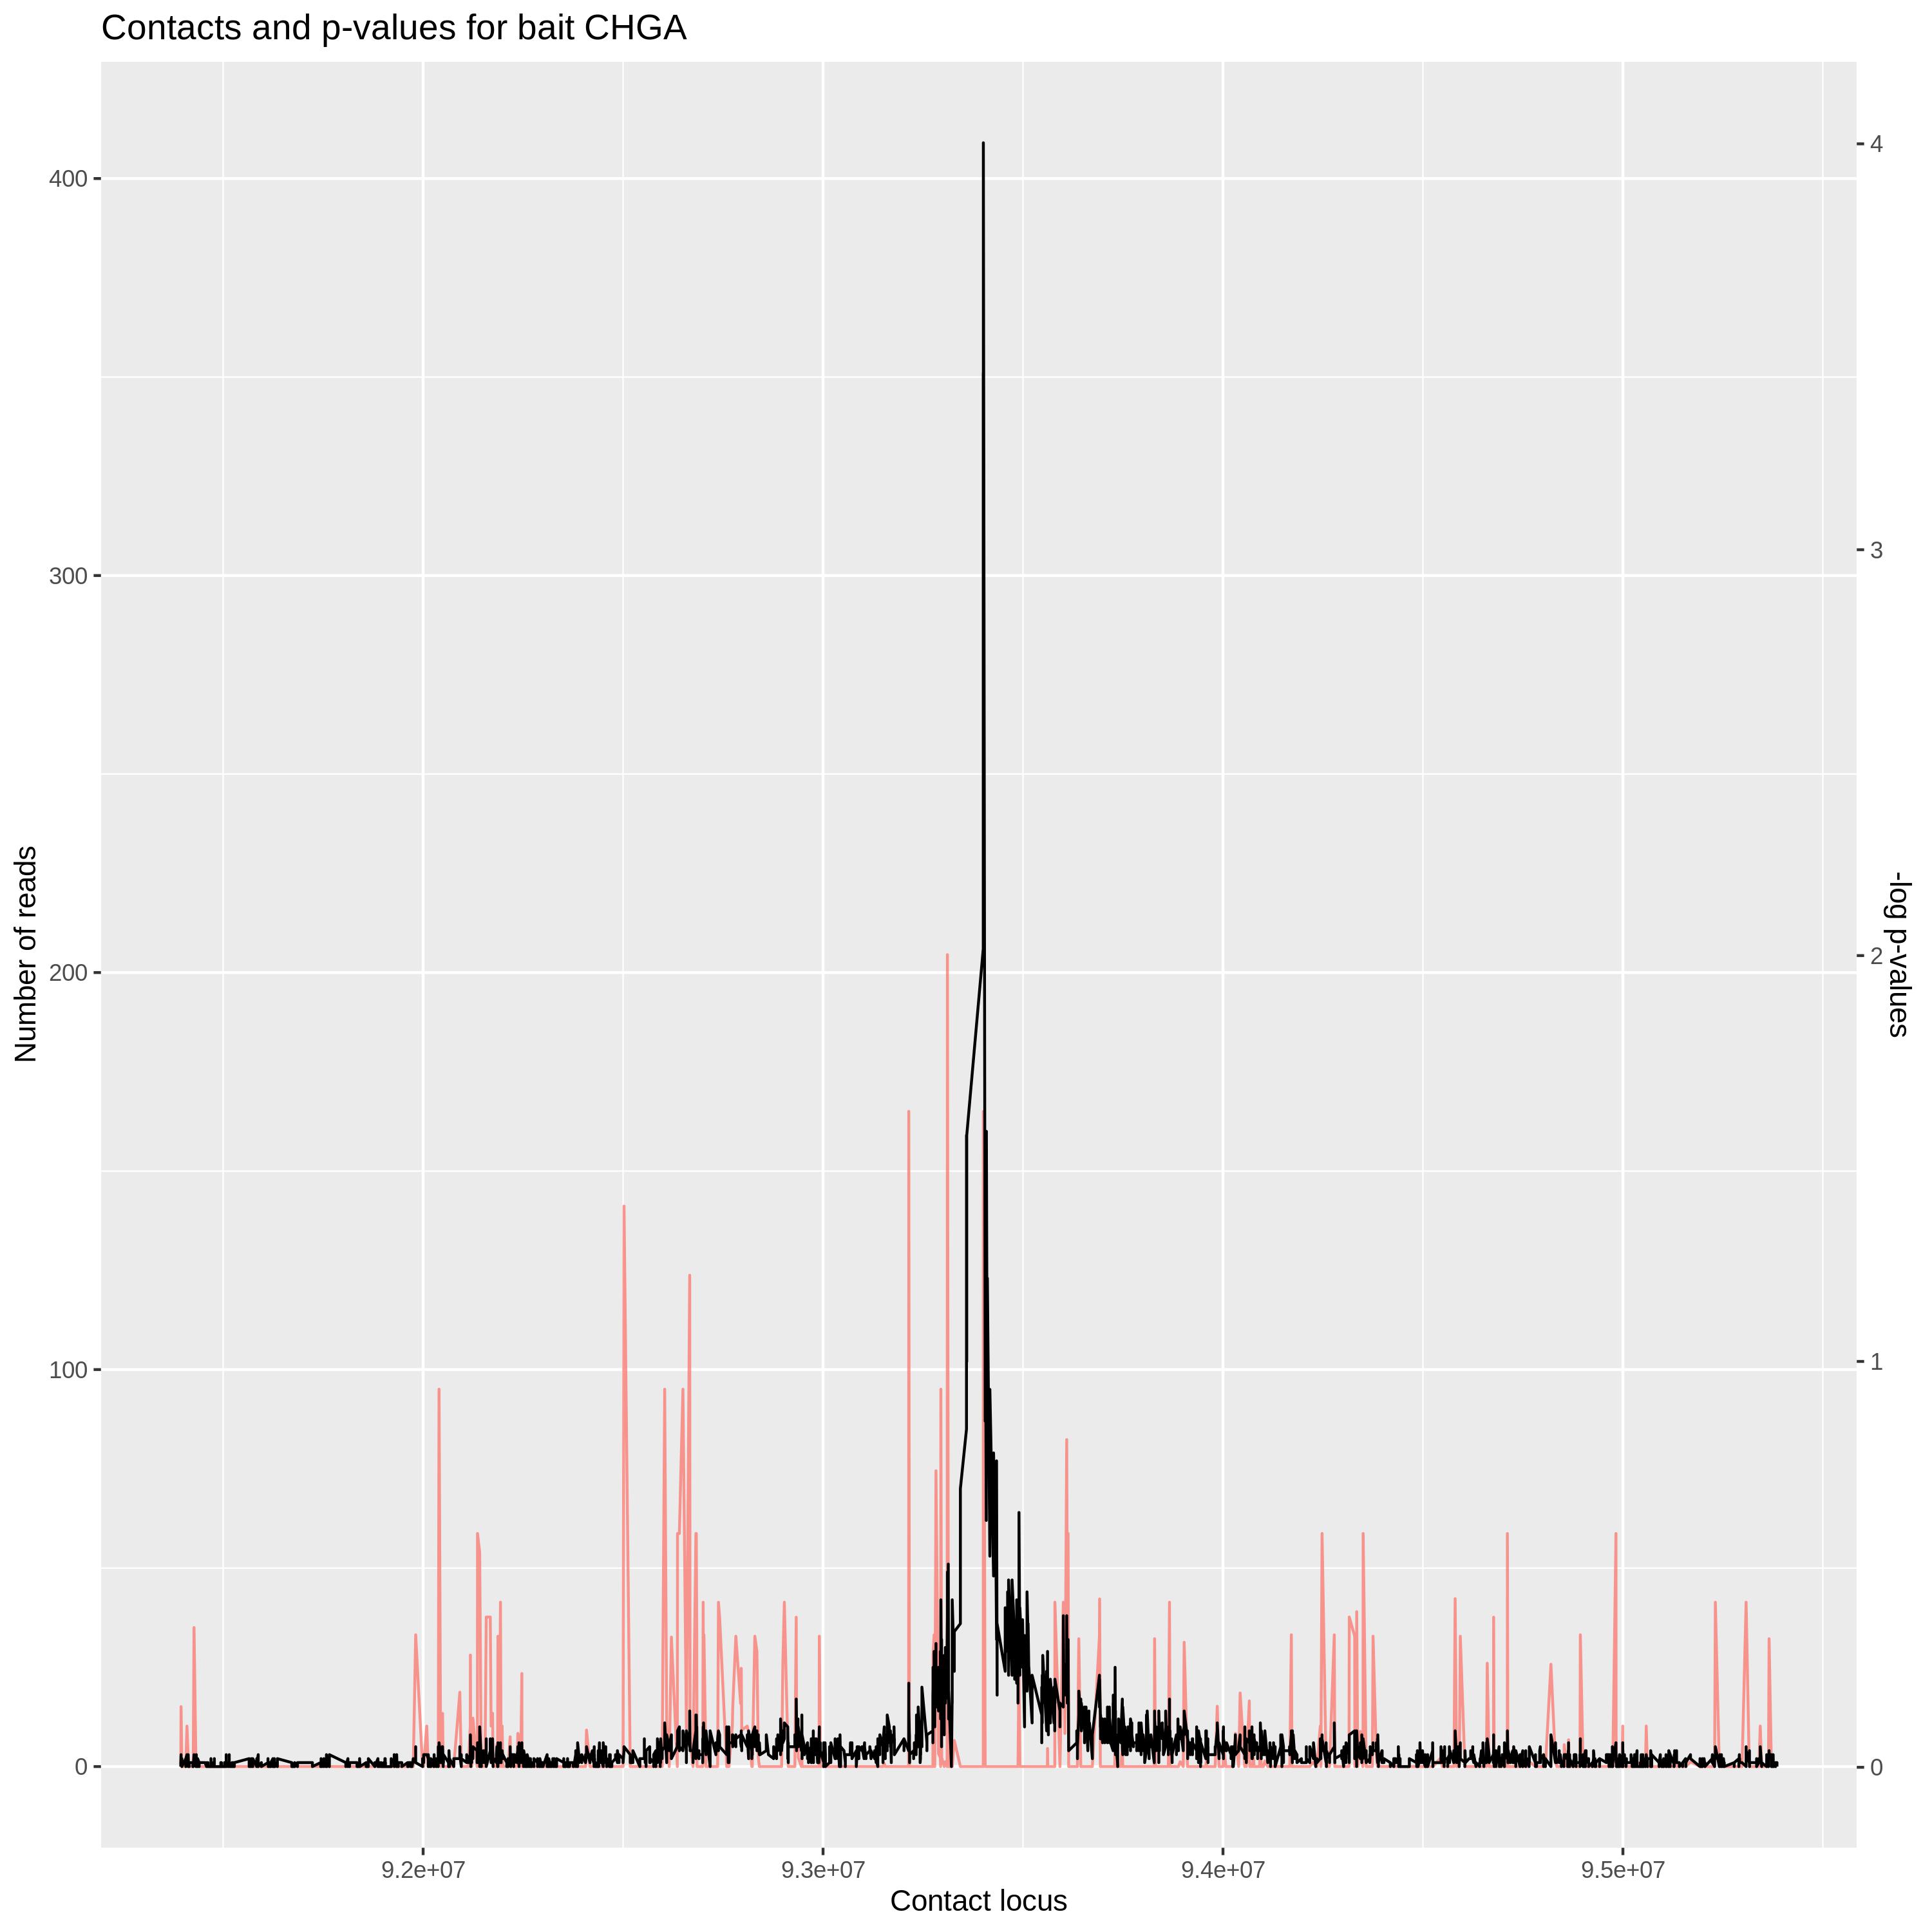 Contacts and p-values for bait CHGA
400
300
200
100
0
Number of reads
4
3
2
1
0
-log p-values
9.2e+07
9.3e+07
9.4e+07
9.5e+07
Contact locus